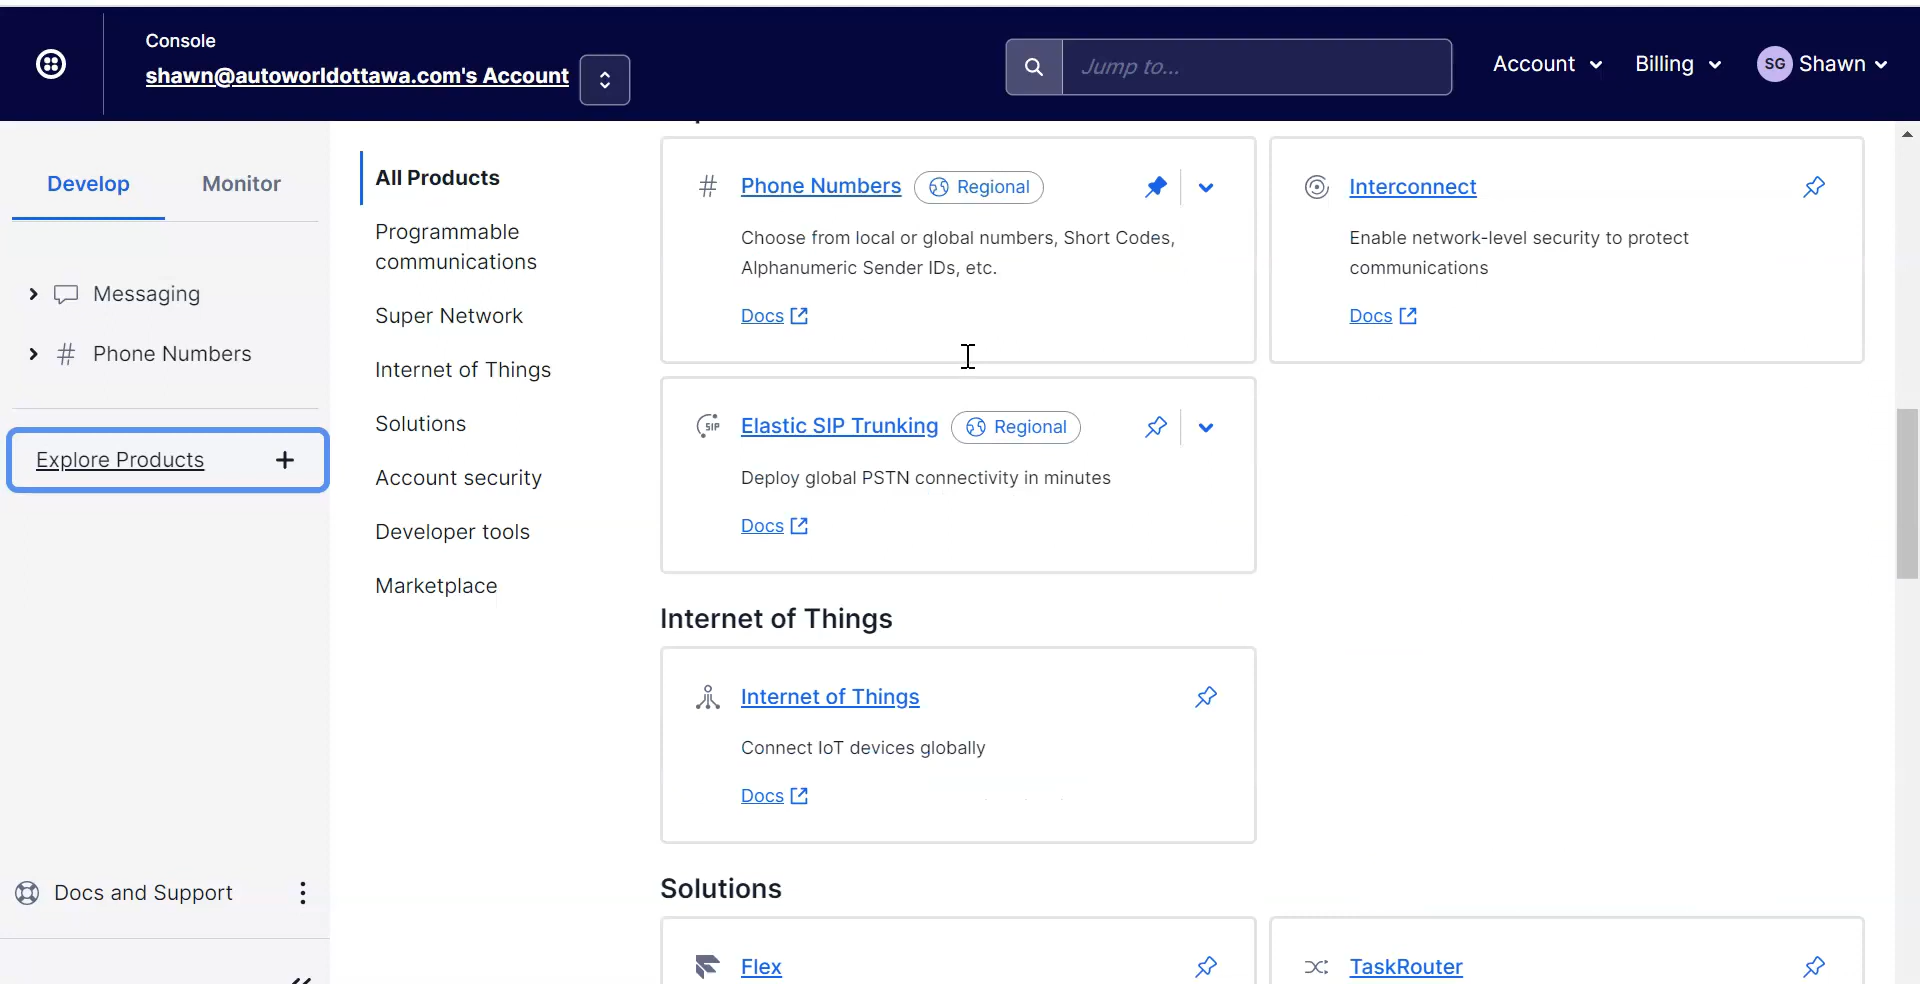 Console
shawn@autoworldottawa.com's Account
Jump to...
Account
Billing
SG
Shawn
Develop
Monitor
Messaging
Phone Numbers
Explore Products
Docs and Support
All Products
Programmable
communications
Super Network
Internet of Things
Solutions
Account security
Developer tools
Marketplace
Phone Numbers
Regional
Choose from local or global numbers, Short Codes,
Alphanumeric Sender IDs, etc.
Docs
Interconnect
Enable network-level security to protect
communications
Docs
SIP
Elastic SIP Trunking
Regional
Deploy global PSTN connectivity in minutes
Docs
Internet of Things
Internet of Things
Connect IoT devices globally
Docs
Solutions
Flex
TaskRouter